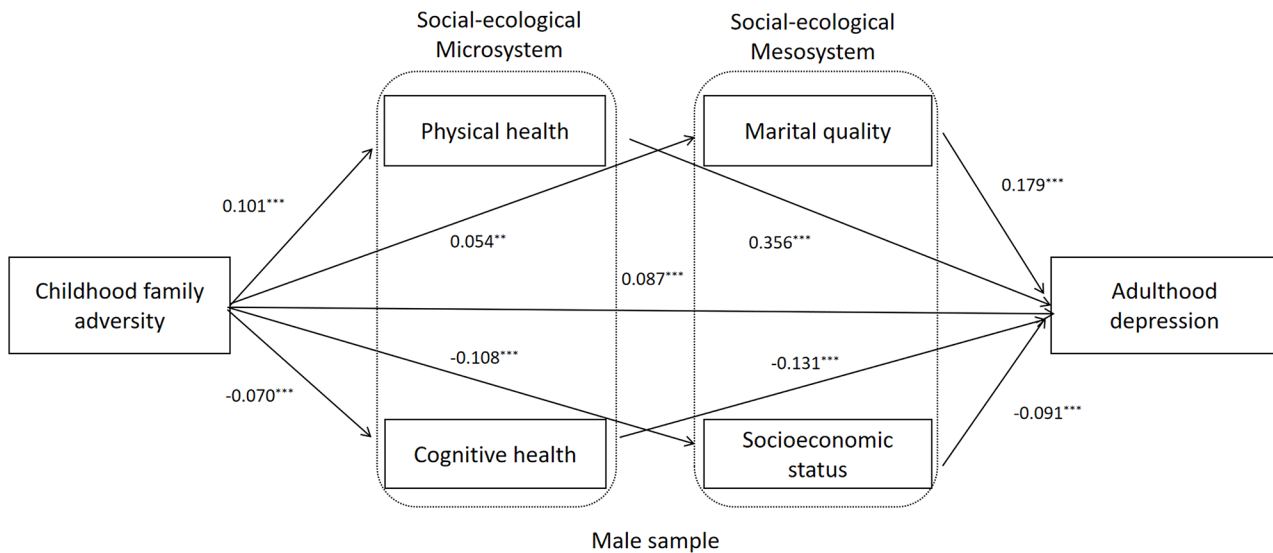 Social-ecological
Microsystem
Social-ecological
Mesosystem
Physical health
Marital quality
0.101***
0.054**
0.356***
0.179***
0.087***
Childhood family
adversity
Adulthood
depression
-0.070***
-0.108***
-0.131***
-0.091***
Cognitive health
Socioeconomic
status
Male sample